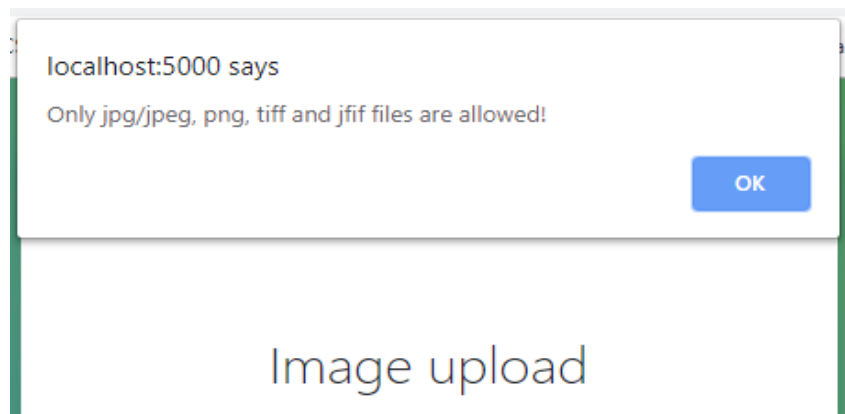 localhost:5000 says
Only jpg/jpeg, png, tiff and jfif files are allowed!
OK
Image upload